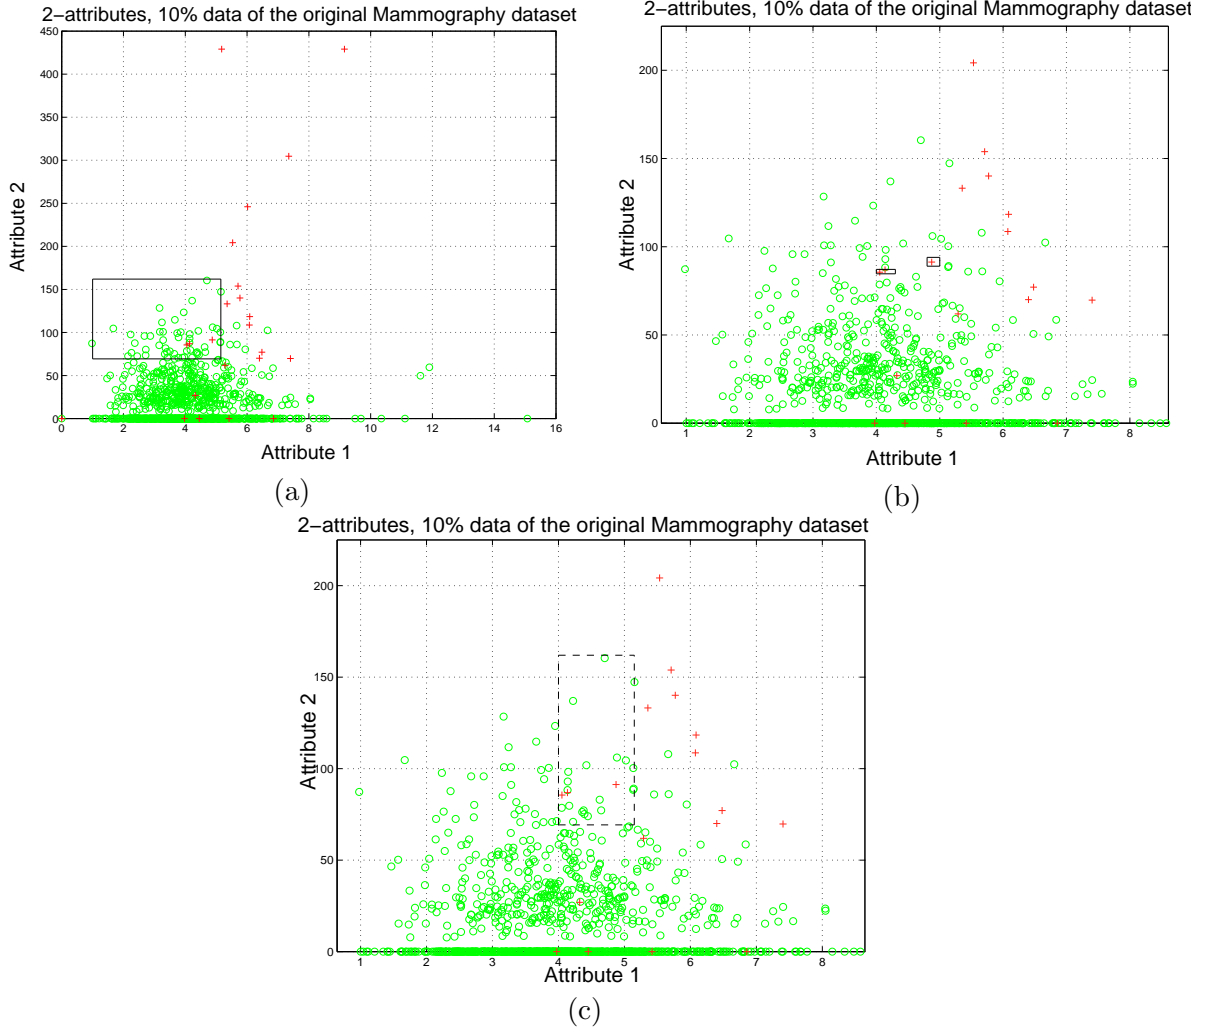 2−attributes, 10% data of the original Mammography dataset
450
400
350
300
250
200
150
100
50
0
0 2 4 6 8 10 12 14 16
Attribute 2
Attribute 1
(a)
2−attributes, 10% data of the original Mammography dataset
200
150
100
50
0
1 2 3 4 5 6 7 8
Attribute 2
Attribute 1
(b)
2−attributes, 10% data of the original Mammography dataset
200
150
100
50
0
1 2 3 4 5 6 7 8
Attribute 2
Attribute 1
(c)